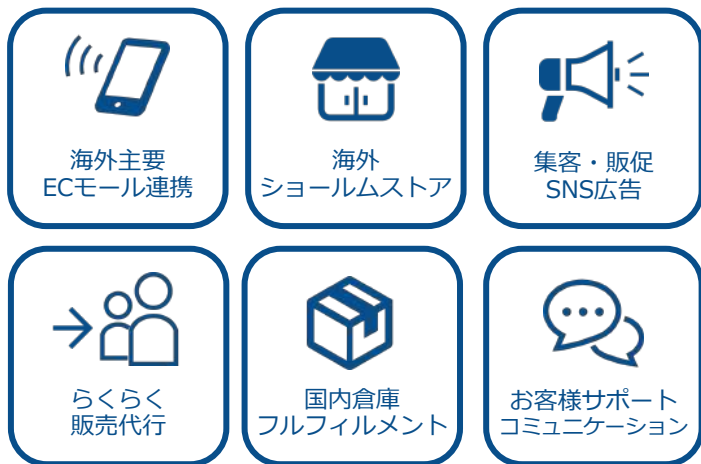 海外主要
ECモール連携
海外
ショールムストア
集客・販促
SNS広告
らくらく
販売代行
国内倉庫
フルフィルメント
お客様サポート
コミュニケーション